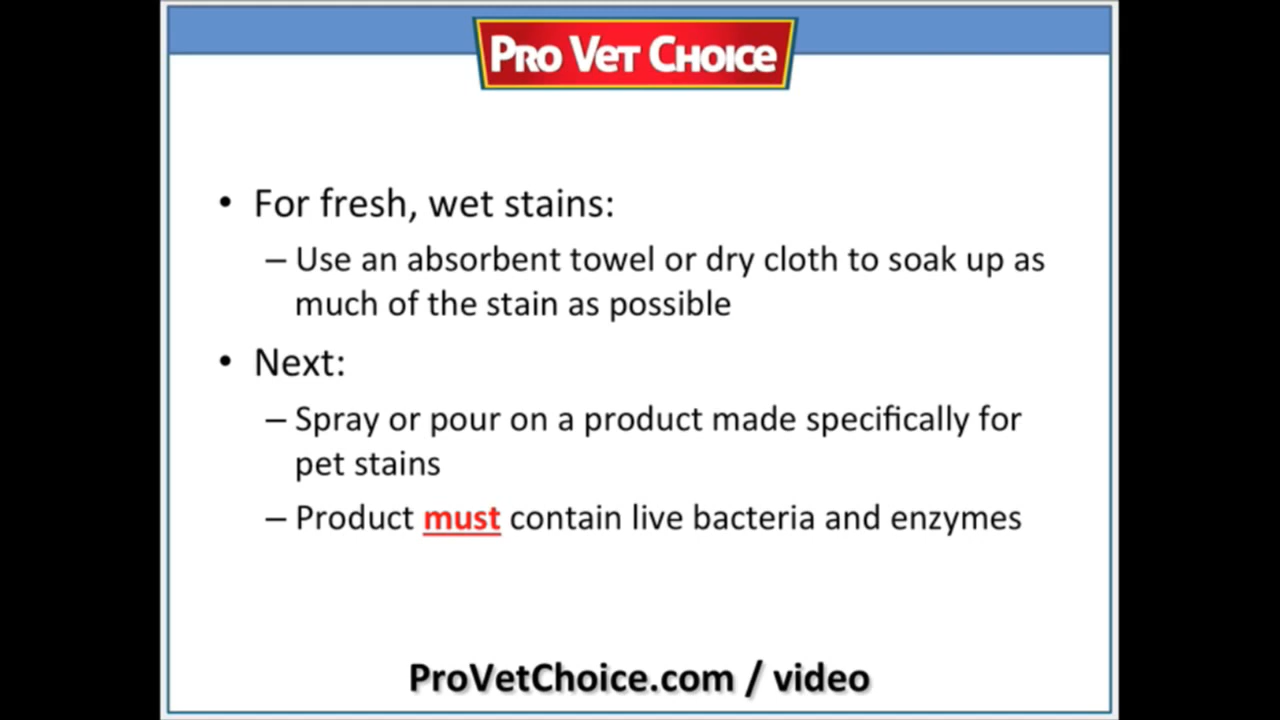 PRO VET CHOICE
• For fresh, wet stains:
– Use an absorbent towel or dry cloth to soak up as
much of the stain as possible
• Next:
– Spray or pour on a product made specifically for
pet stains
– Product must contain live bacteria and enzymes
ProVetChoice.com / video